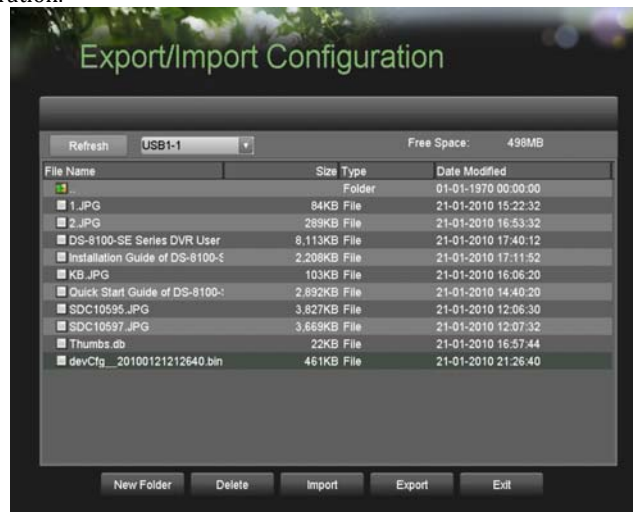 ration.
Export/Import Configuration
Refresh USB1-1 Free Space: 498MB
File Name Size Type Date Modified
.. Folder 01-01-1970 00:00:00
1.JPG 84KB File 21-01-2010 15:22:32
2.JPG 289KB File 21-01-2010 16:53:32
DS-8100-SE Series DVR User 8,113KB File 21-01-2010 17:40:12
Installation Guide of DS-8100-S 2,208KB File 21-01-2010 17:11:52
KB.JPG 103KB File 21-01-2010 16:06:20
Quick Start Guide of DS-8100-: 2,892KB File 21-01-2010 14:40:20
SDC10595.JPG 3,827KB File 21-01-2010 12:06:30
SDC10597.JPG 3,669KB File 21-01-2010 12:07:32
Thumbs.db 22KB File 21-01-2010 16:57:44
devCfg__20100121212640.bin 461KB File 21-01-2010 21:26:40
New Folder Delete Import Export Exit